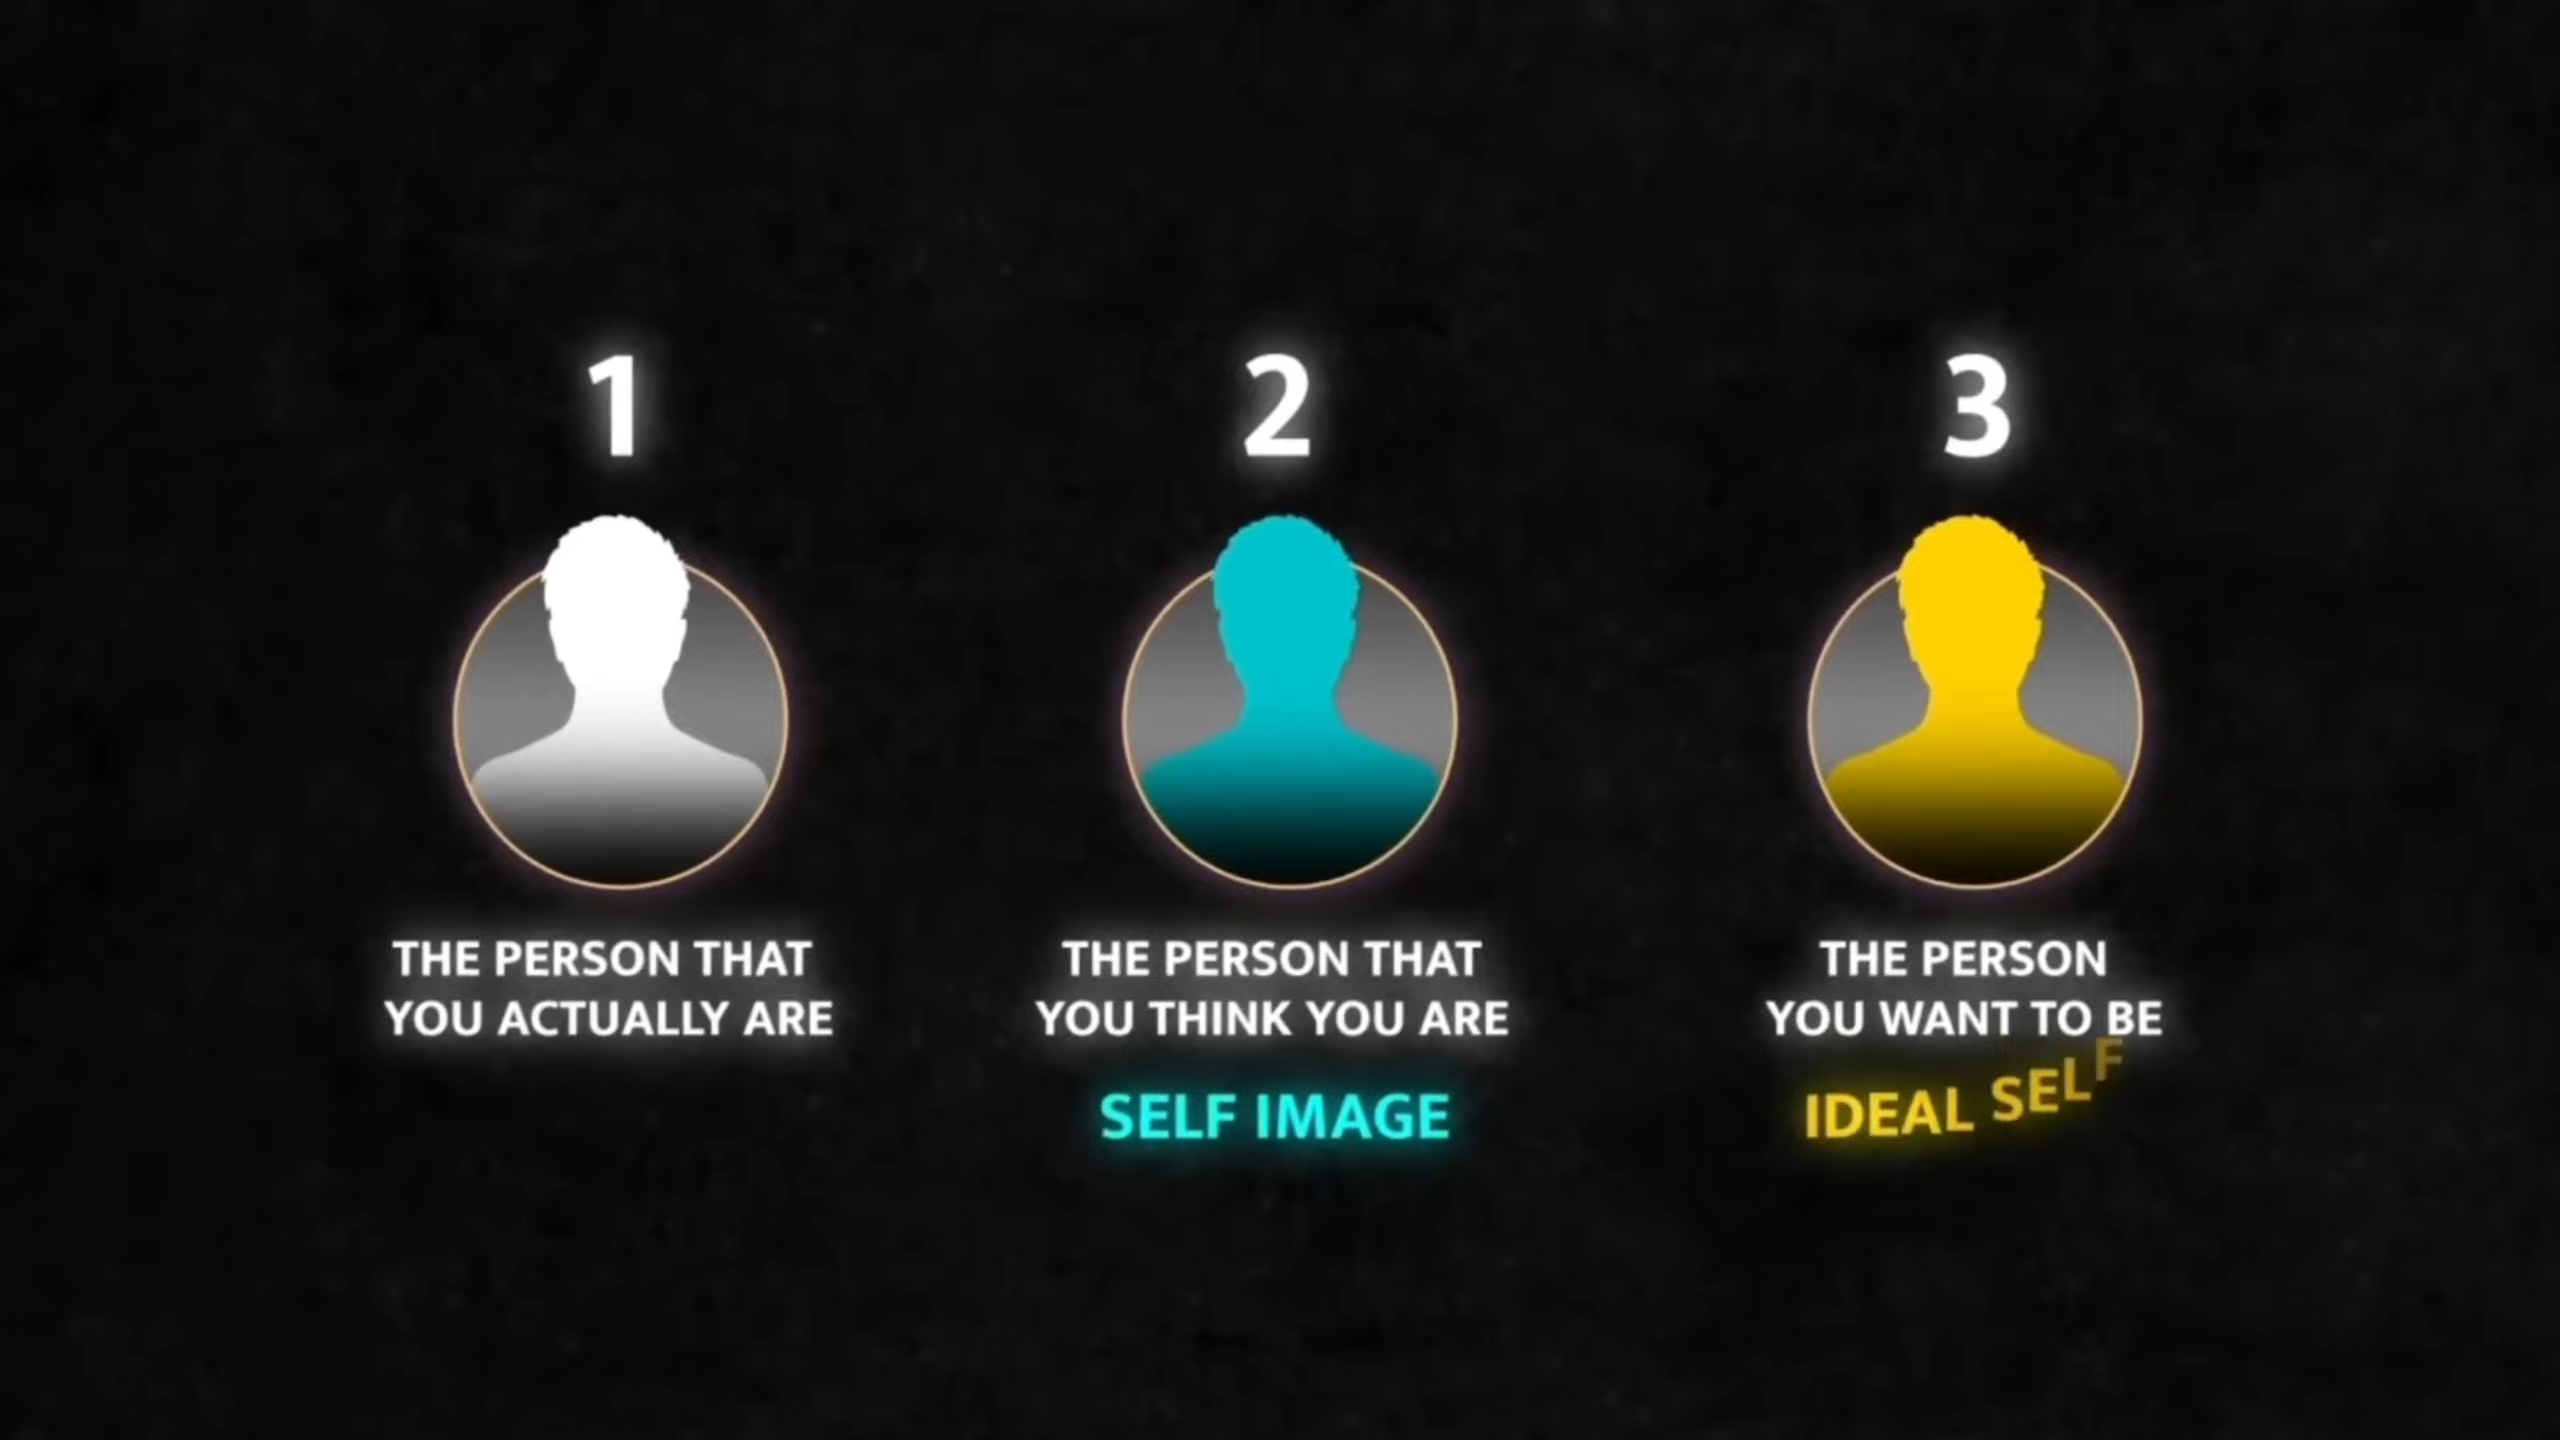 1
THE PERSON THAT
YOU ACTUALLY ARE
2
THE PERSON THAT
YOU THINK YOU ARE
SELF IMAGE
3
THE PERSON
YOU WANT TO BE
IDEAL SELF